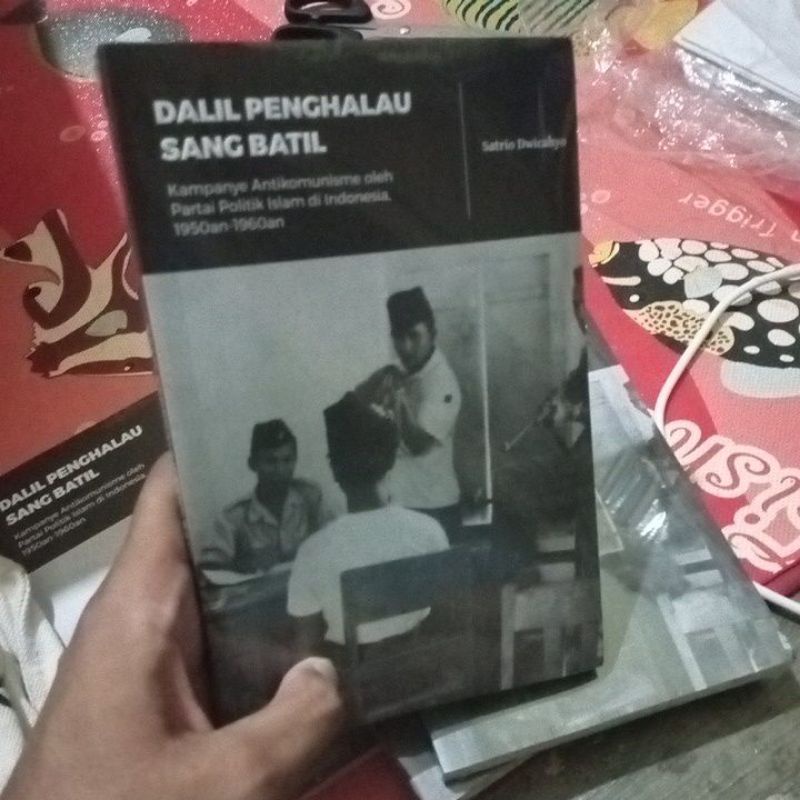 DALIL PENGHALAU
SANG BATIL
Kampanye Antikomunisme oleh
Partai Politik Islam di Indonesia,
1950an-1960an
Satrio Dwicahyo
DALIL PENGHALAU
SANG BATIL
Kampanye Antikomunisme oleh
Partai Politik Islam di Indonesia,
1950an-1960an
Trigger